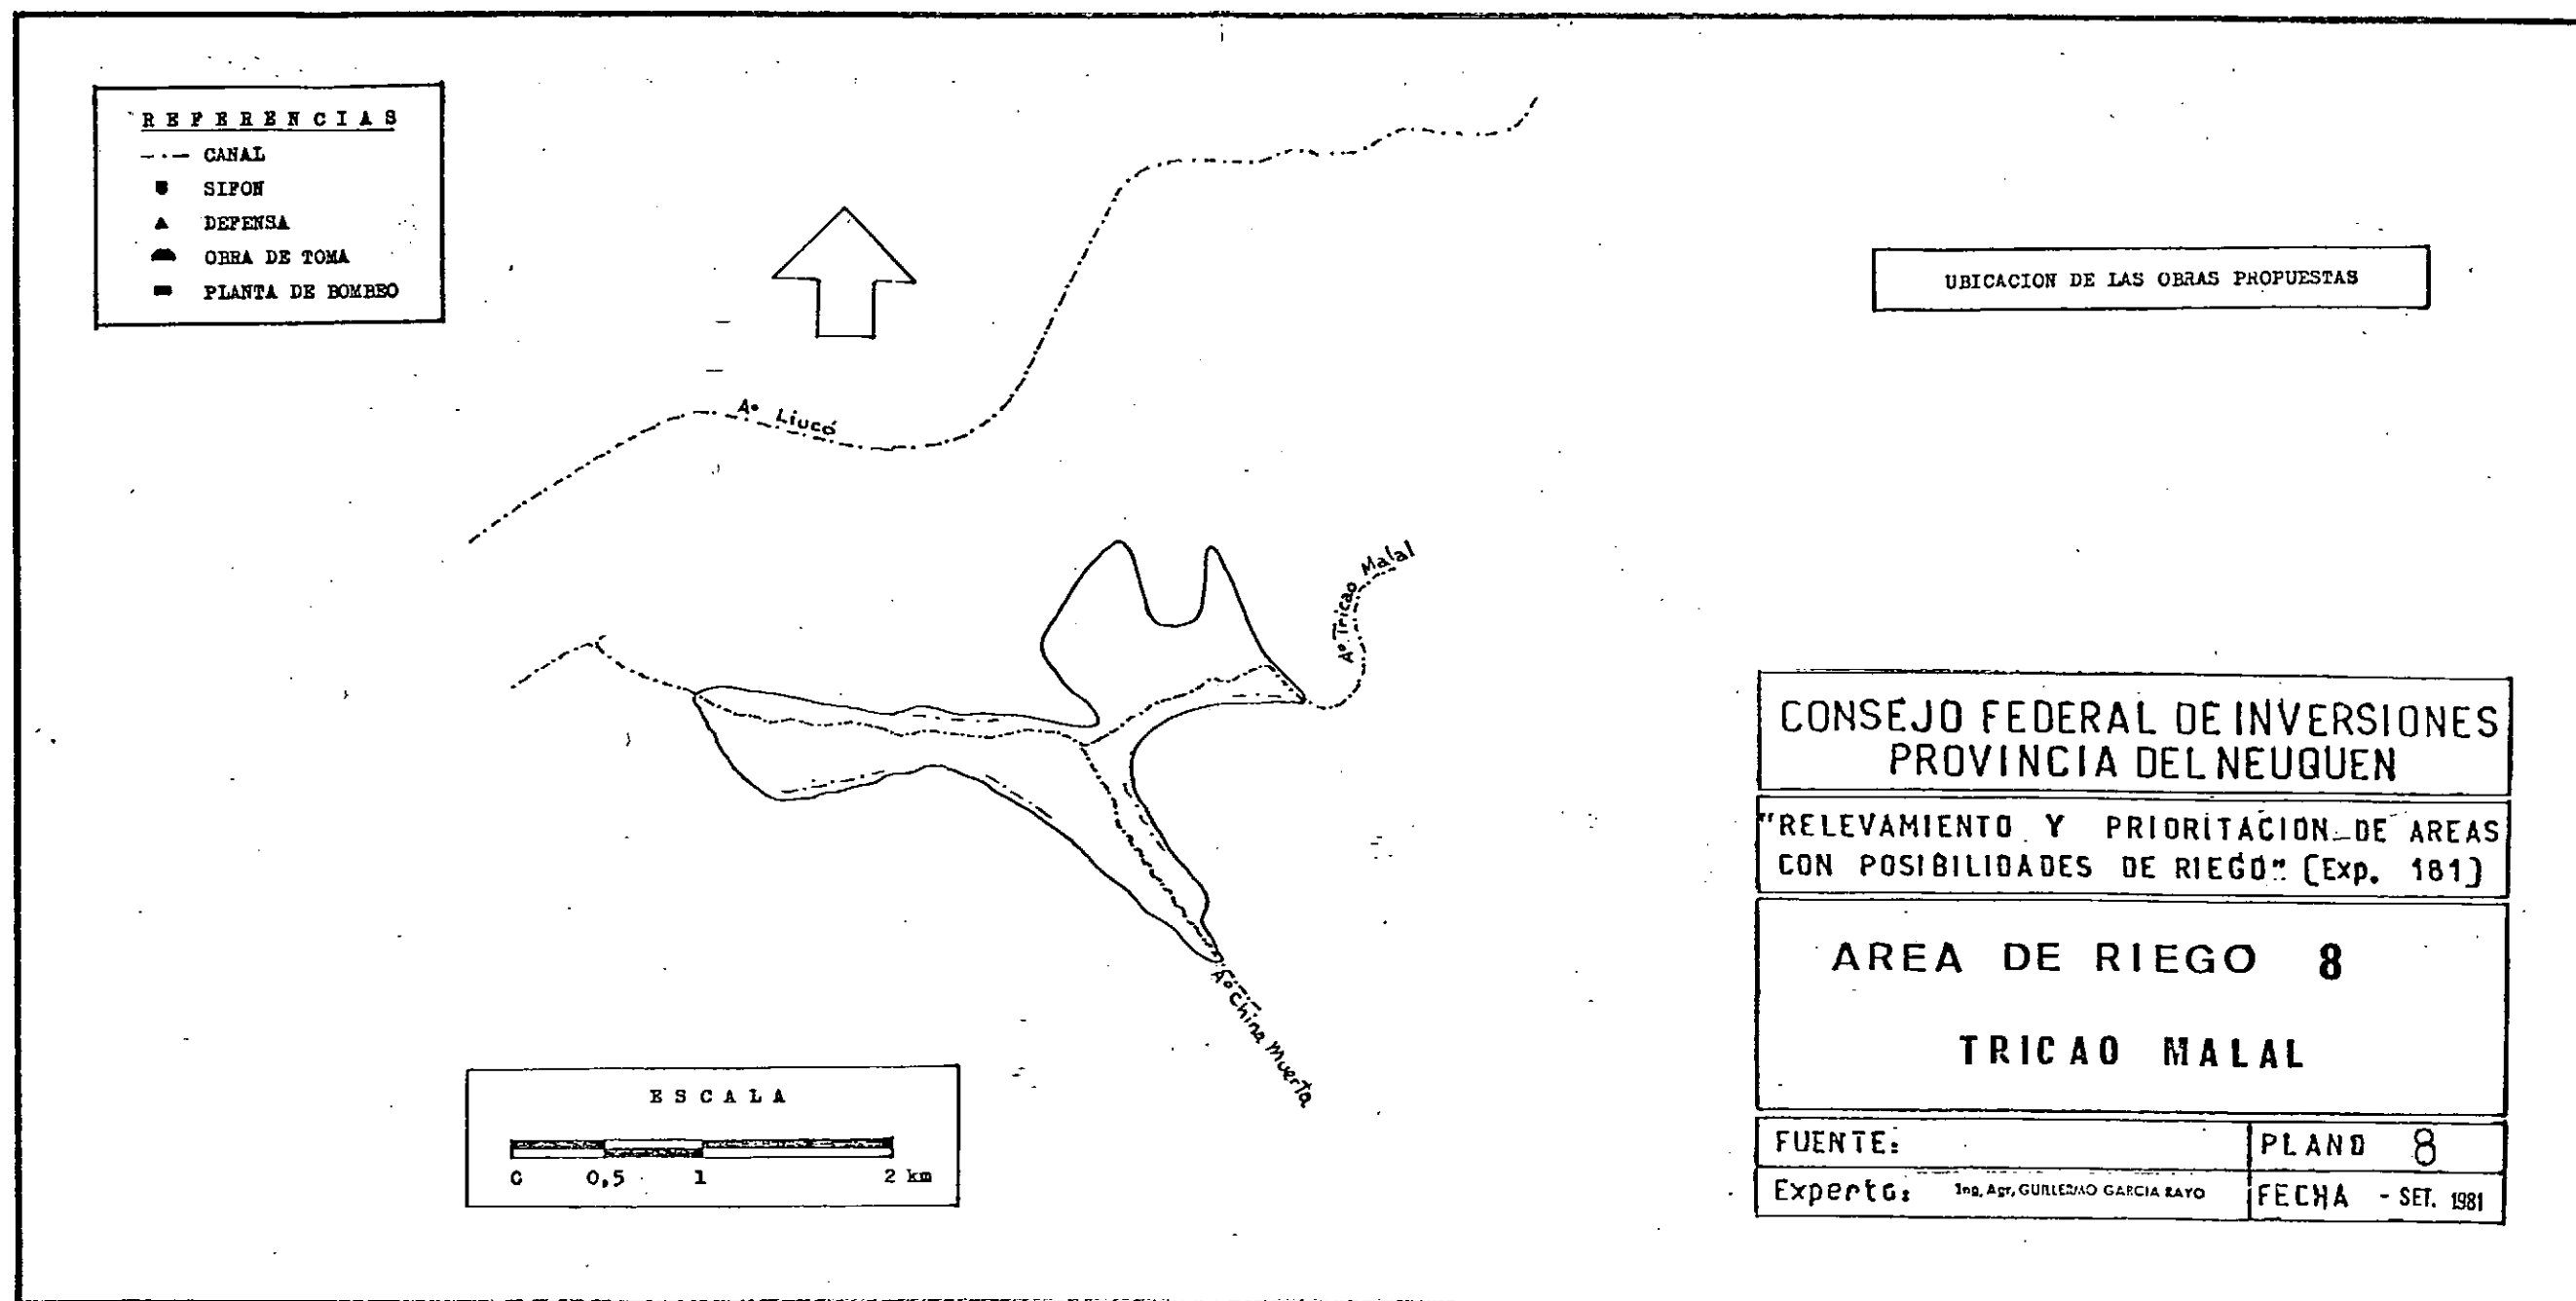 REFERENCIAS
CANAL
SIFON
DEFENSA
OBRA DE TOMA
PLANTA DE BOMBEO
UBICACION DE LAS OBRAS PROPUESTAS
Aº Liucó
Aº Tricao Malal
Aº China Muerta
ESCALA
0 0,5 1 2 km
CONSEJO FEDERAL DE INVERSIONES
PROVINCIA DEL NEUQUEN
"RELEVAMIENTO Y PRIORITACION DE AREAS
CON POSIBILIDADES DE RIEGO" (Exp. 181)
AREA DE RIEGO 8
TRICAO MALAL
FUENTE:
PLANO 8
Experto: Ing. Agr. GUILLERMO GARCIA RAYO
FECHA - SET. 1981